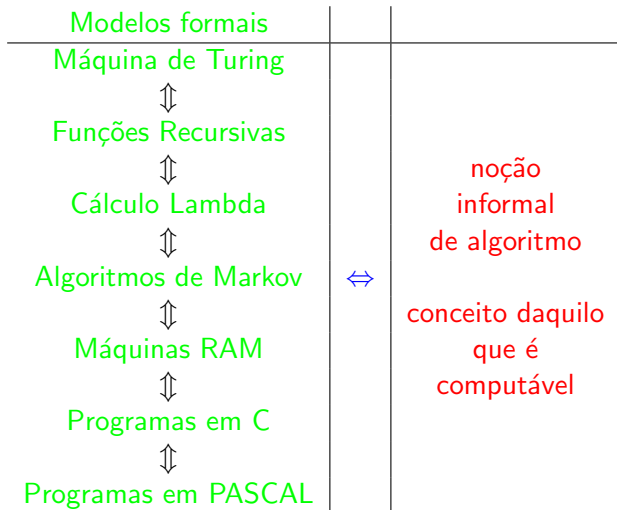 Modelos formais
Máquina de Turing
⇕
Funções Recursivas
⇕
Cálculo Lambda
⇕
Algoritmos de Markov
⇕
Máquinas RAM
⇕
Programas em C
⇕
Programas em PASCAL
⇔
noção
informal
de algoritmo
conceito daquilo
que é
computável